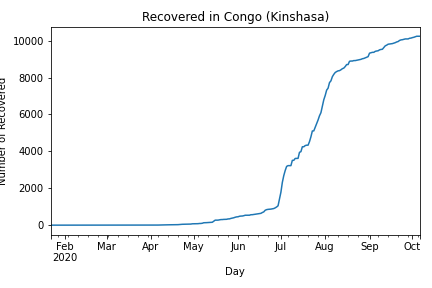 Recovered in Congo (Kinshasa)
10000
8000
6000
4000
2000
0
Number of Recovered
Feb Mar Apr May Jun Jul Aug Sep Oct
2020
Day